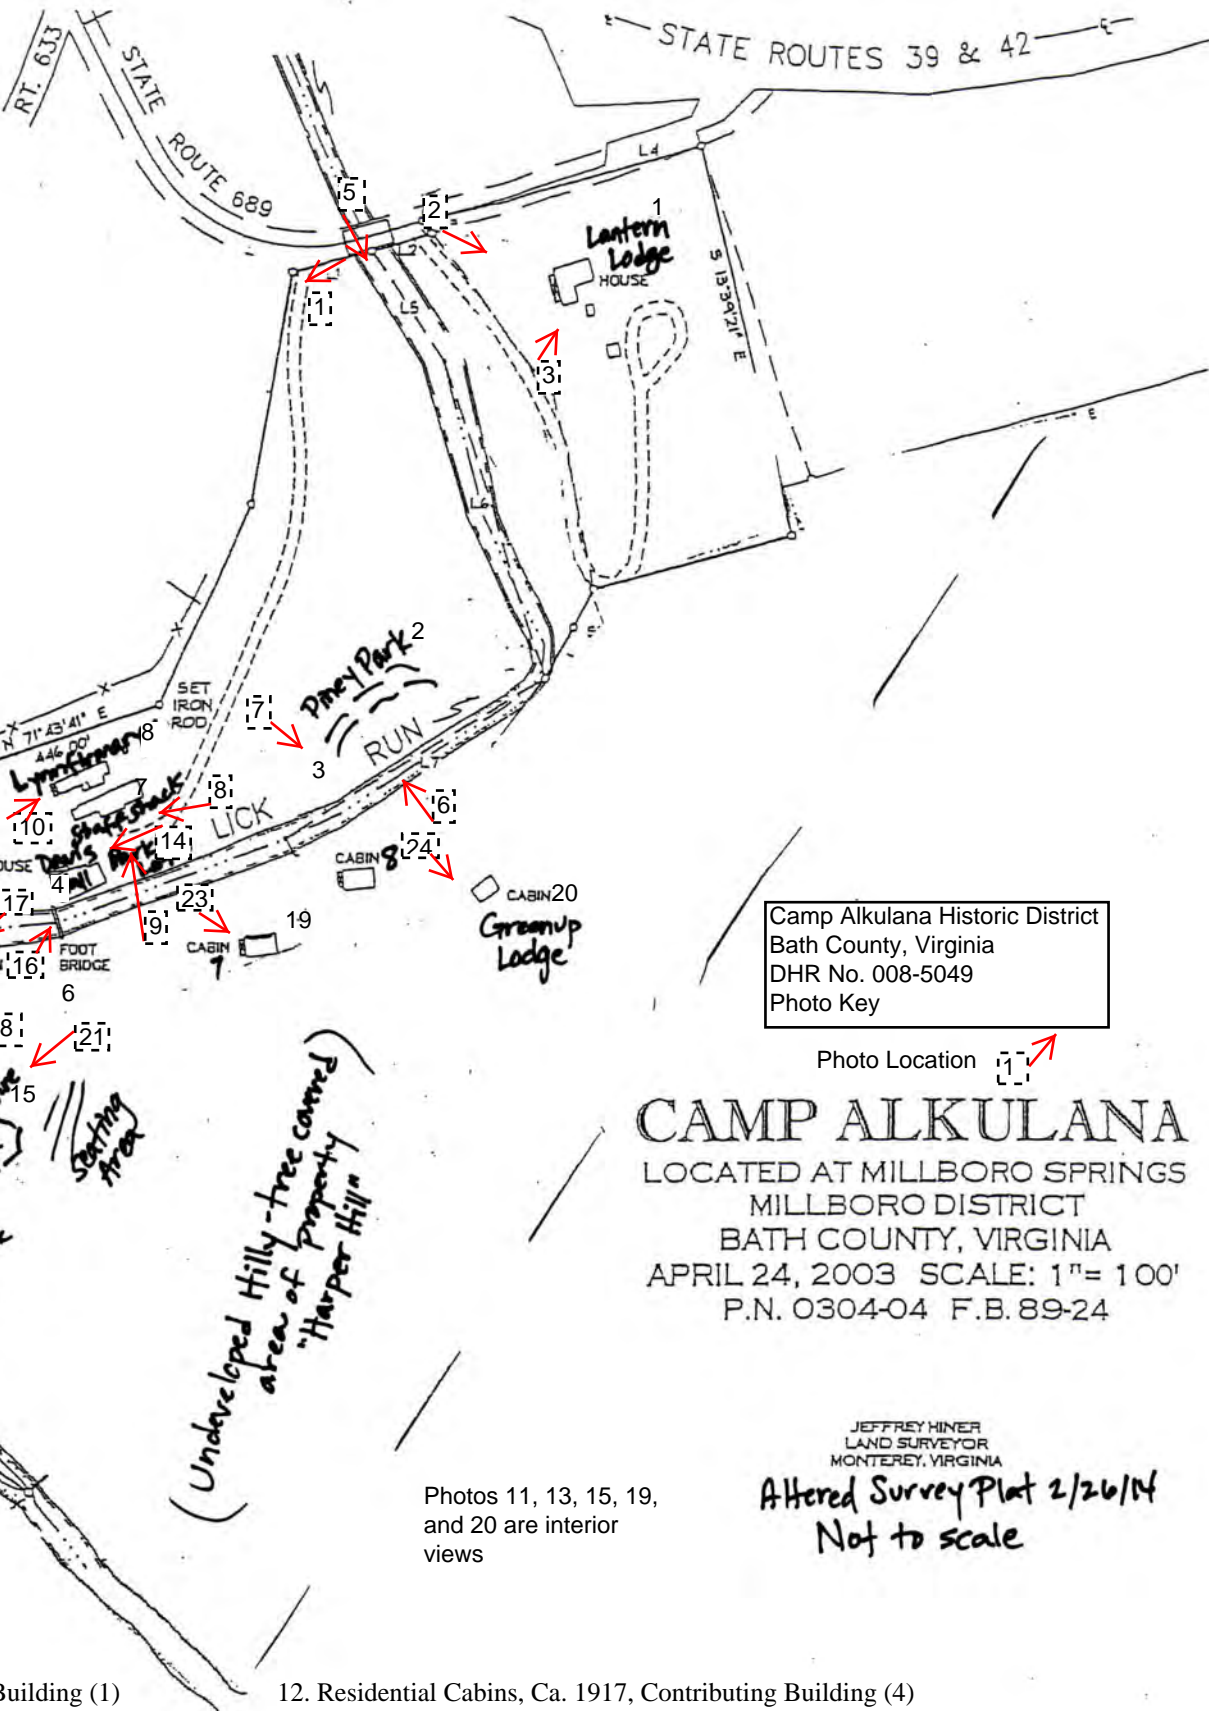 STATE ROUTES 39 & 42
RT. 633
STATE ROUTE 689
L4
5
2
1
Lantern
Lodge
HOUSE
L2
L1
1
L5
S 13°39'21" E
3
E
L6
2
Piney Park
SET
IRON
ROD
N 71°43'41" E
446.00'
8
7
3
RUN
Lynn Infirmary
7
Staff Shack
8
LICK
6
10
14
Davis
Hall
Park
4
CABIN 8
24
CABIN 20
Greenup
Lodge
17
23
19
9
CABIN
7
16
FOOT
BRIDGE
6
8
21
15
Seating
Area
(Undeveloped Hilly-tree covered
area of property
"Harper Hill")
Camp Alkulana Historic District
Bath County, Virginia
DHR No. 008-5049
Photo Key
Photo Location 1
CAMP ALKULANA
LOCATED AT MILLBORO SPRINGS
MILLBORO DISTRICT
BATH COUNTY, VIRGINIA
APRIL 24, 2003 SCALE: 1"= 100'
P.N. 0304-04 F.B. 89-24
JEFFREY HINER
LAND SURVEYOR
MONTEREY, VIRGINIA
Altered Survey Plat 2/26/14
Not to scale
Photos 11, 13, 15, 19,
and 20 are interior
views
Building (1)
12. Residential Cabins, Ca. 1917, Contributing Building (4)